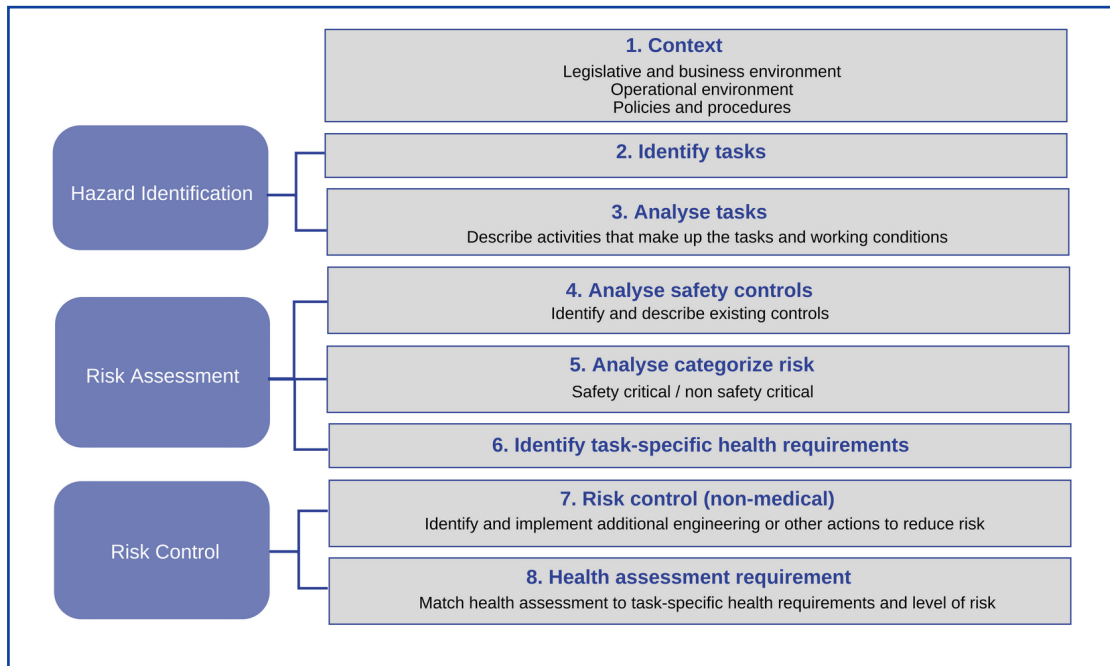 1. Context
Legislative and business environment
Operational environment
Policies and procedures
Hazard Identification
2. Identify tasks
3. Analyse tasks
Describe activities that make up the tasks and working conditions
Risk Assessment
4. Analyse safety controls
Identify and describe existing controls
5. Analyse categorize risk
Safety critical / non safety critical
6. Identify task-specific health requirements
Risk Control
7. Risk control (non-medical)
Identify and implement additional engineering or other actions to reduce risk
8. Health assessment requirement
Match health assessment to task-specific health requirements and level of risk